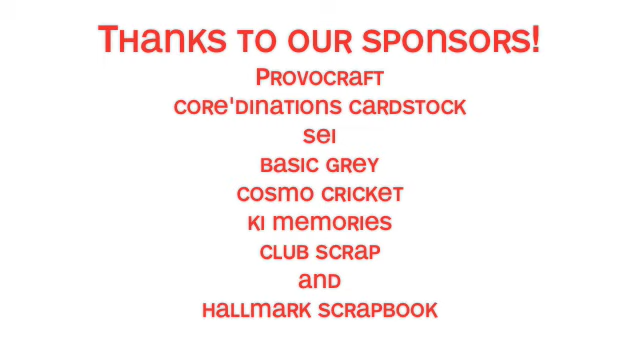 Thanks to our sponsors!
Provocraft
core'dinations cardstock
sei
basic grey
cosmo cricket
ki memories
club scrap
and
hallmark scrapbook